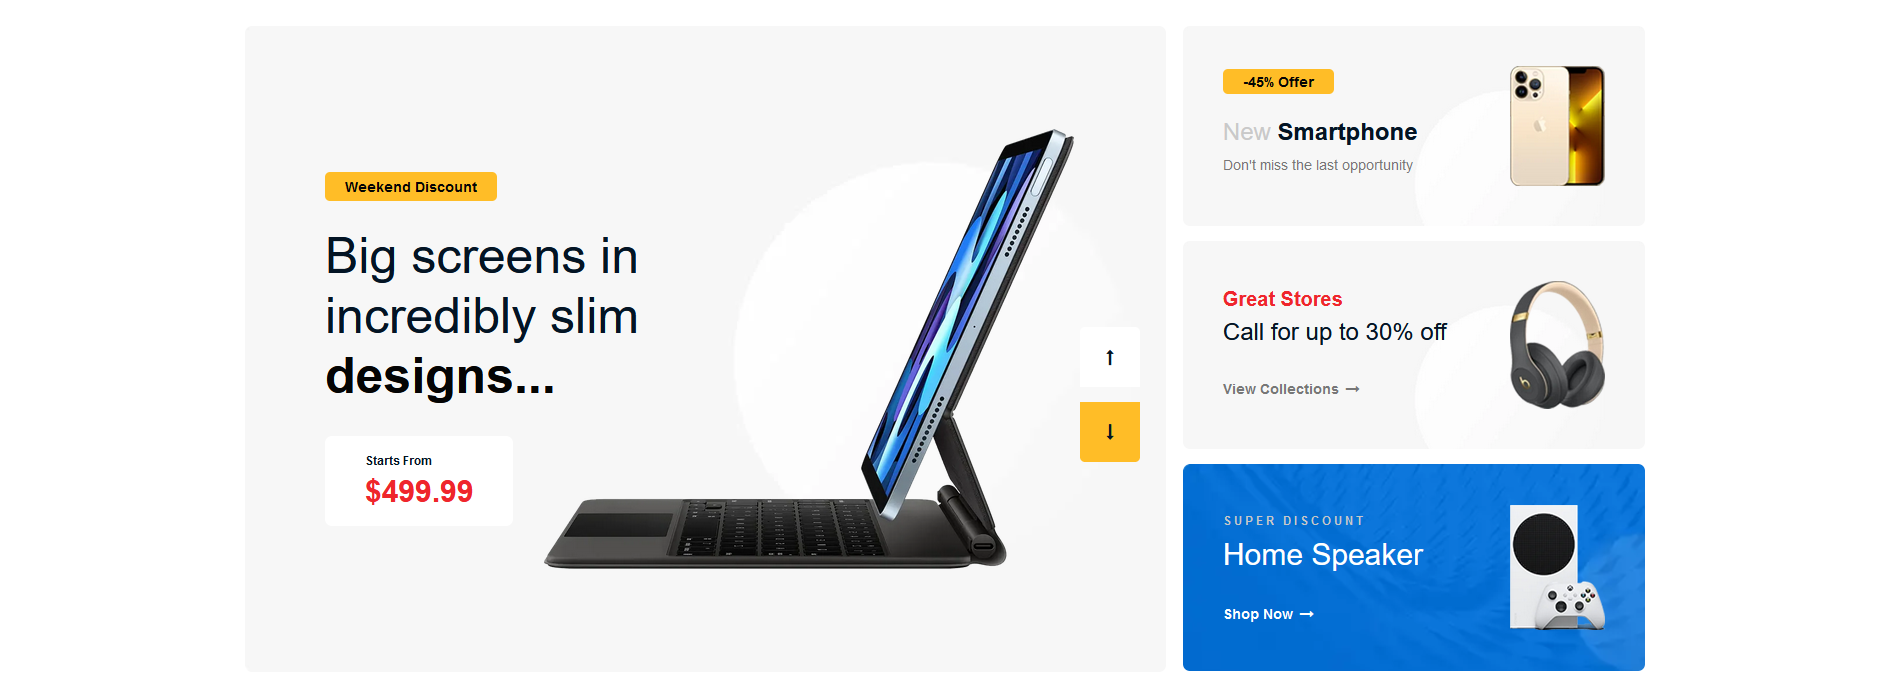 Weekend Discount
Big screens in
incredibly slim
designs...
Starts From
$499.99
-45% Offer
New Smartphone
Don't miss the last opportunity
Great Stores
Call for up to 30% off
View Collections
SUPER DISCOUNT
Home Speaker
Shop Now